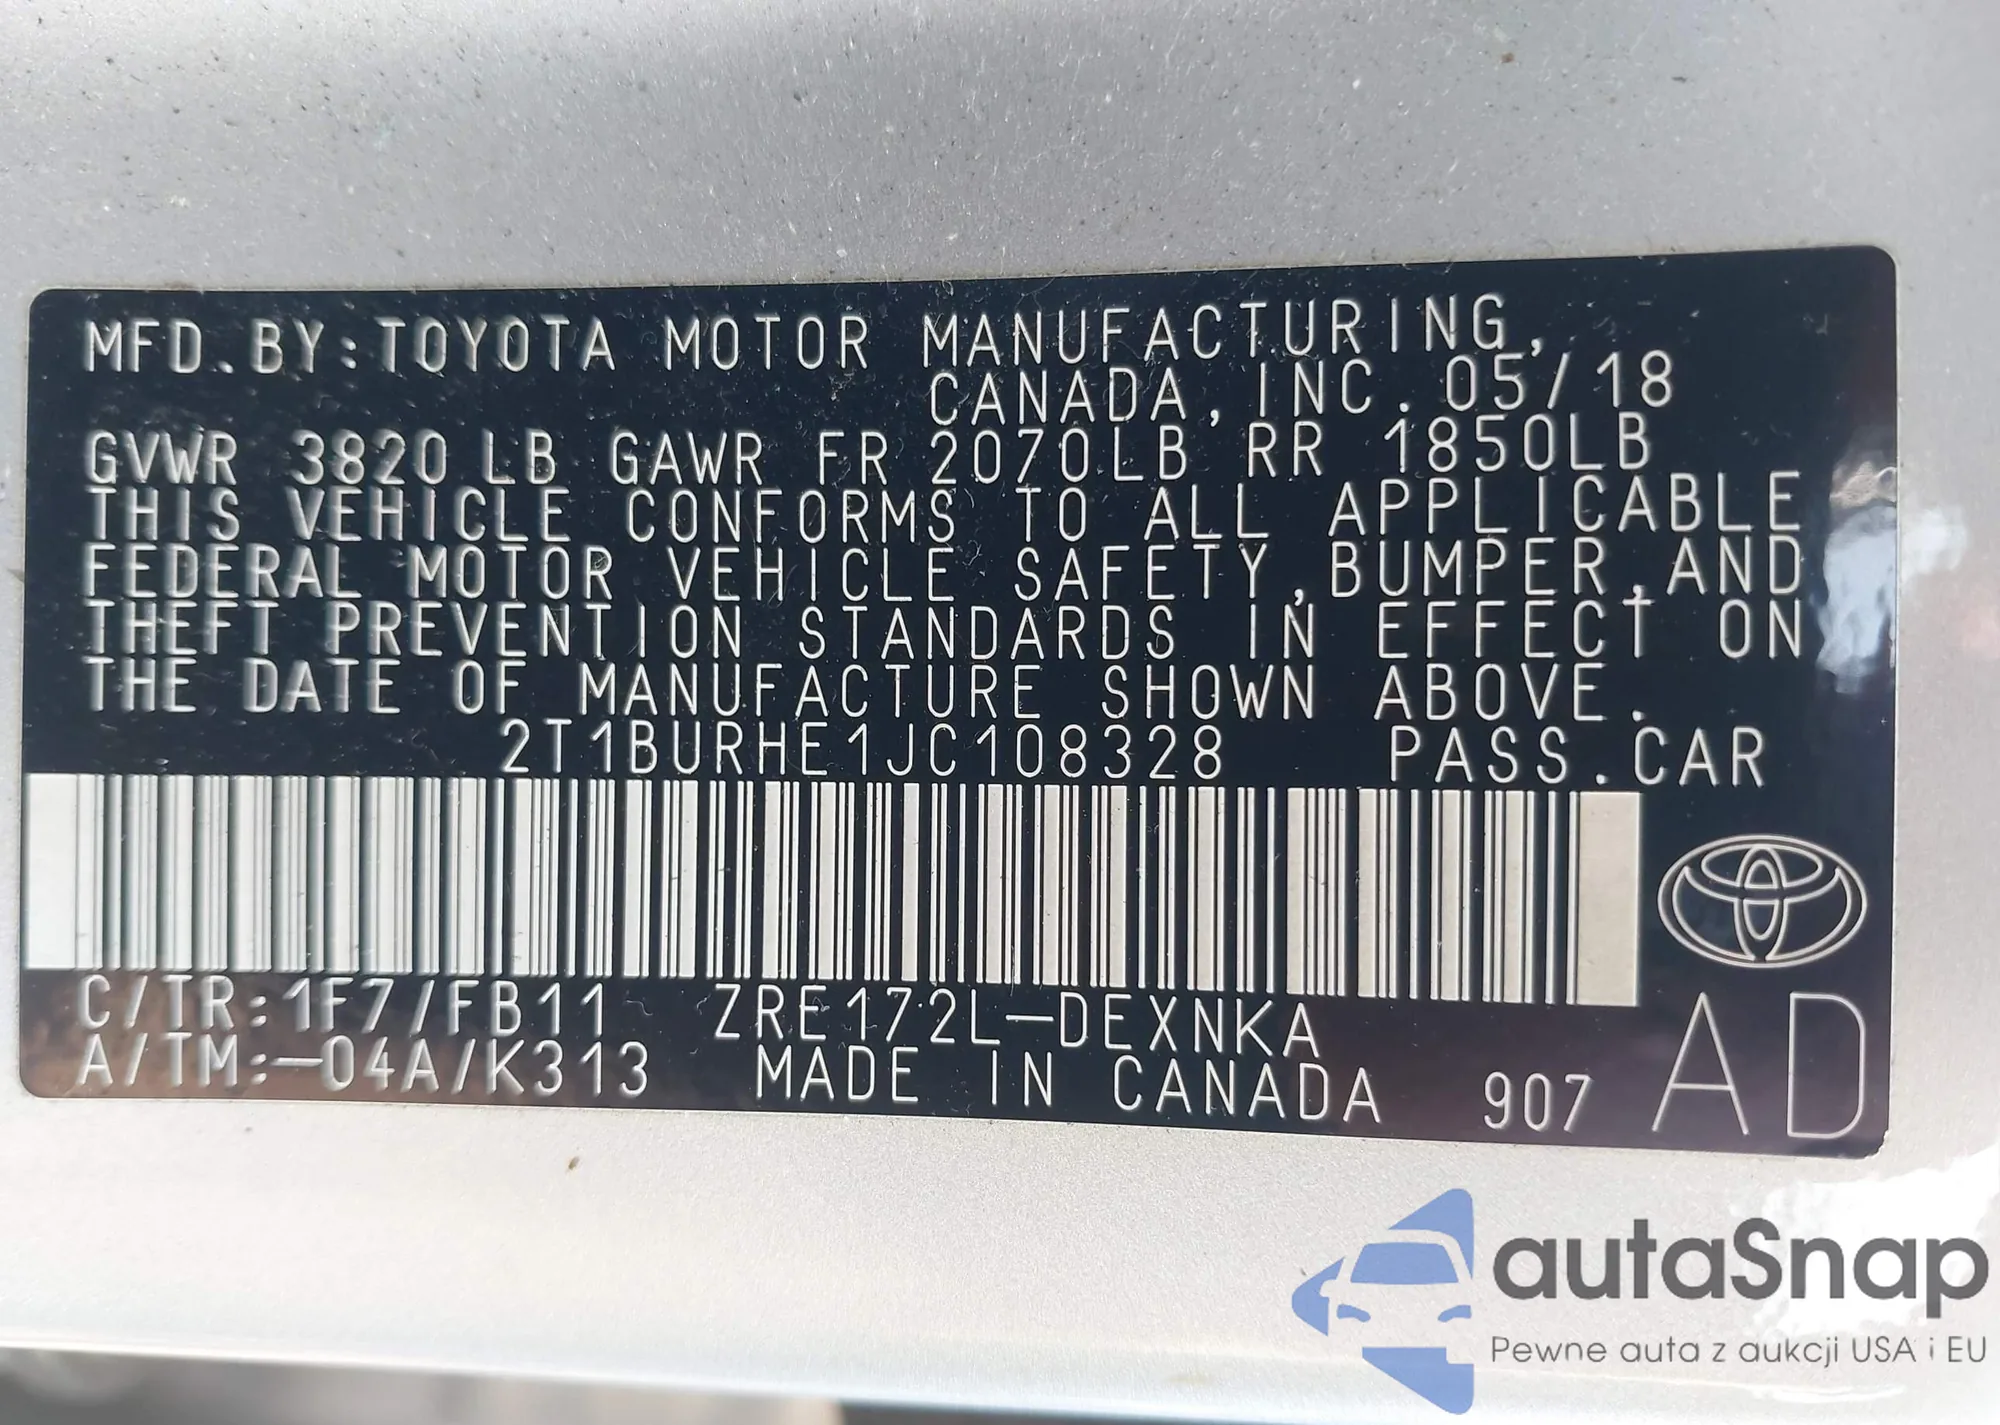 MFD.BY:TOYOTA MOTOR MANUFACTURING,
CANADA,INC. 05/18
GVWR 3820LB GAWR FR 2070LB RR 1850LB
THIS VEHICLE CONFORMS TO ALL APPLICABLE
FEDERAL MOTOR VEHICLE SAFETY,BUMPER,AND
THEFT PREVENTION STANDARDS IN EFFECT ON
THE DATE OF MANUFACTURE SHOWN ABOVE.
2T1BURHE1JC108328 PASS.CAR
C/TR:1F7/FB11 ZRE172L-DEXNKA
A/TM:-04A/K313 MADE IN CANADA 907 AD
autaSnap
Pewne auta z aukcji USA i EU